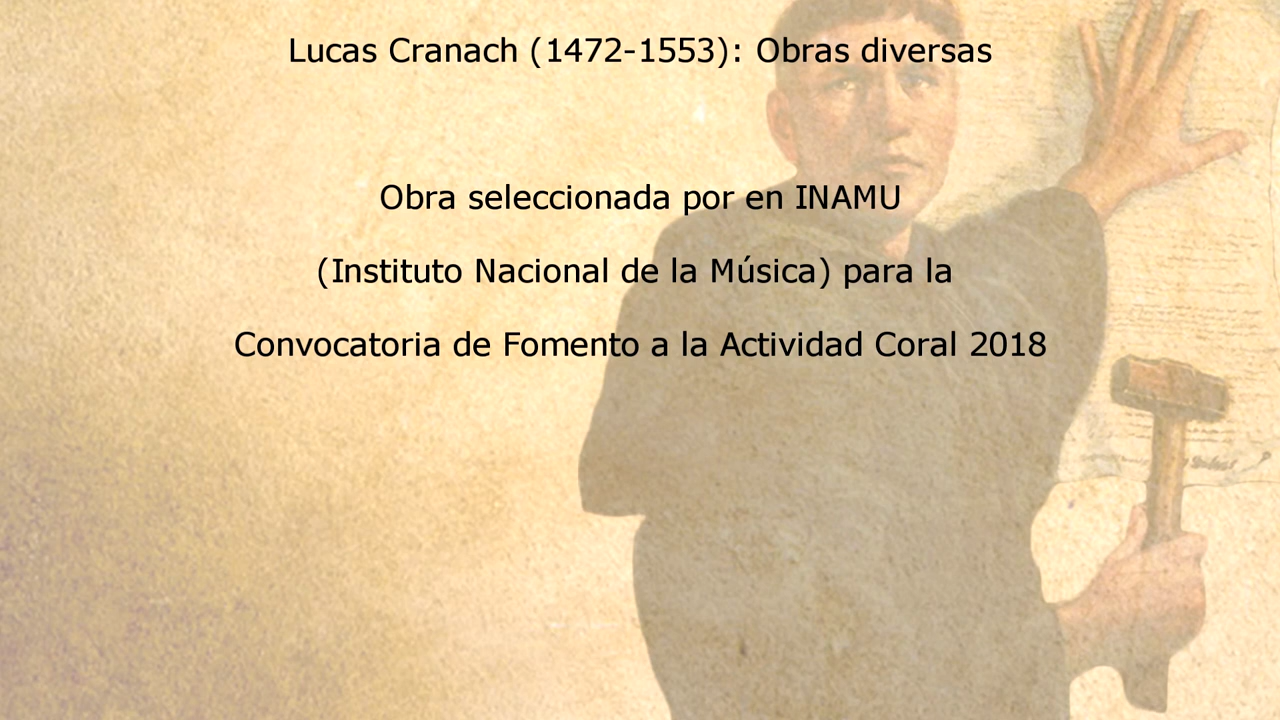 Lucas Cranach (1472-1553): Obras diversas
Obra seleccionada por en INAMU
(Instituto Nacional de la Música) para la
Convocatoria de Fomento a la Actividad Coral 2018